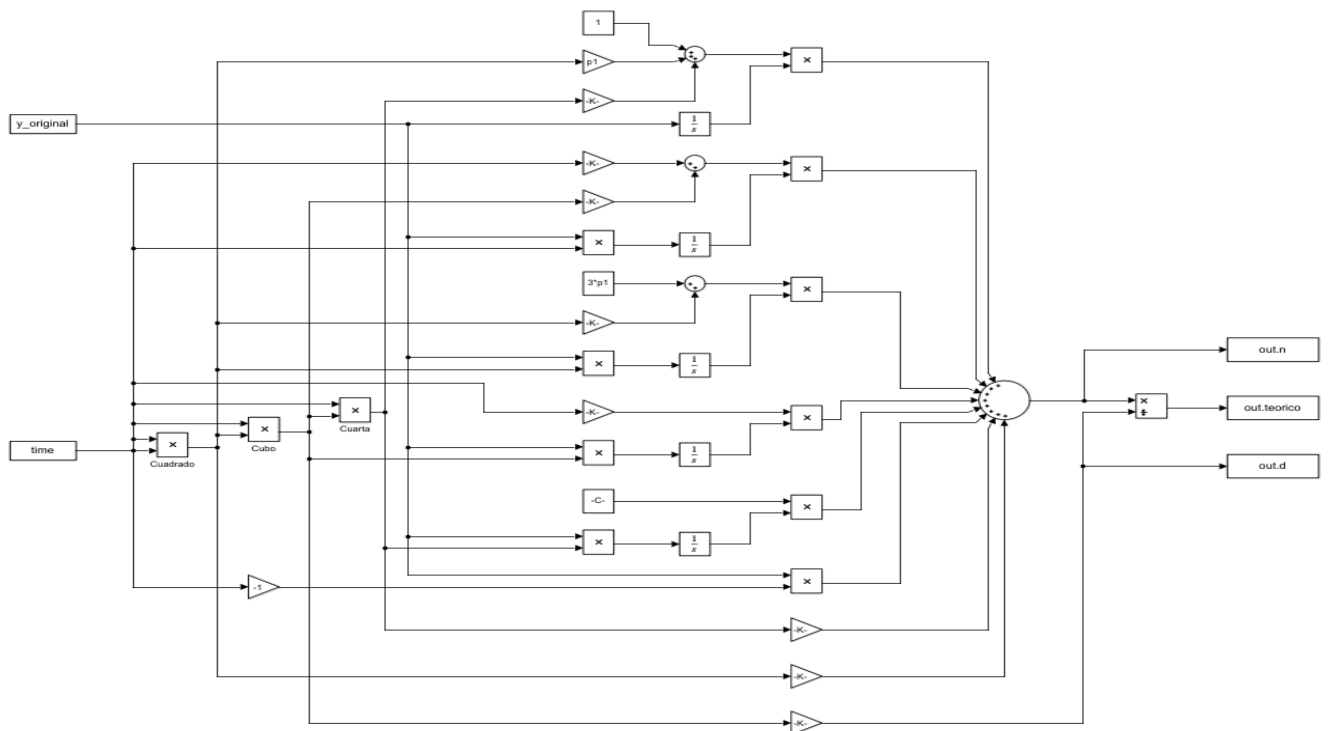 1
p1
-K-
y_original
1/s
-K-
-K-
1/s
3*p1
-K-
1/s
-K-
Cuarta
Cubo
time
Cuadrado
1/s
-C-
1/s
-1
-K-
-K-
-K-
out.n
out.teorico
out.d